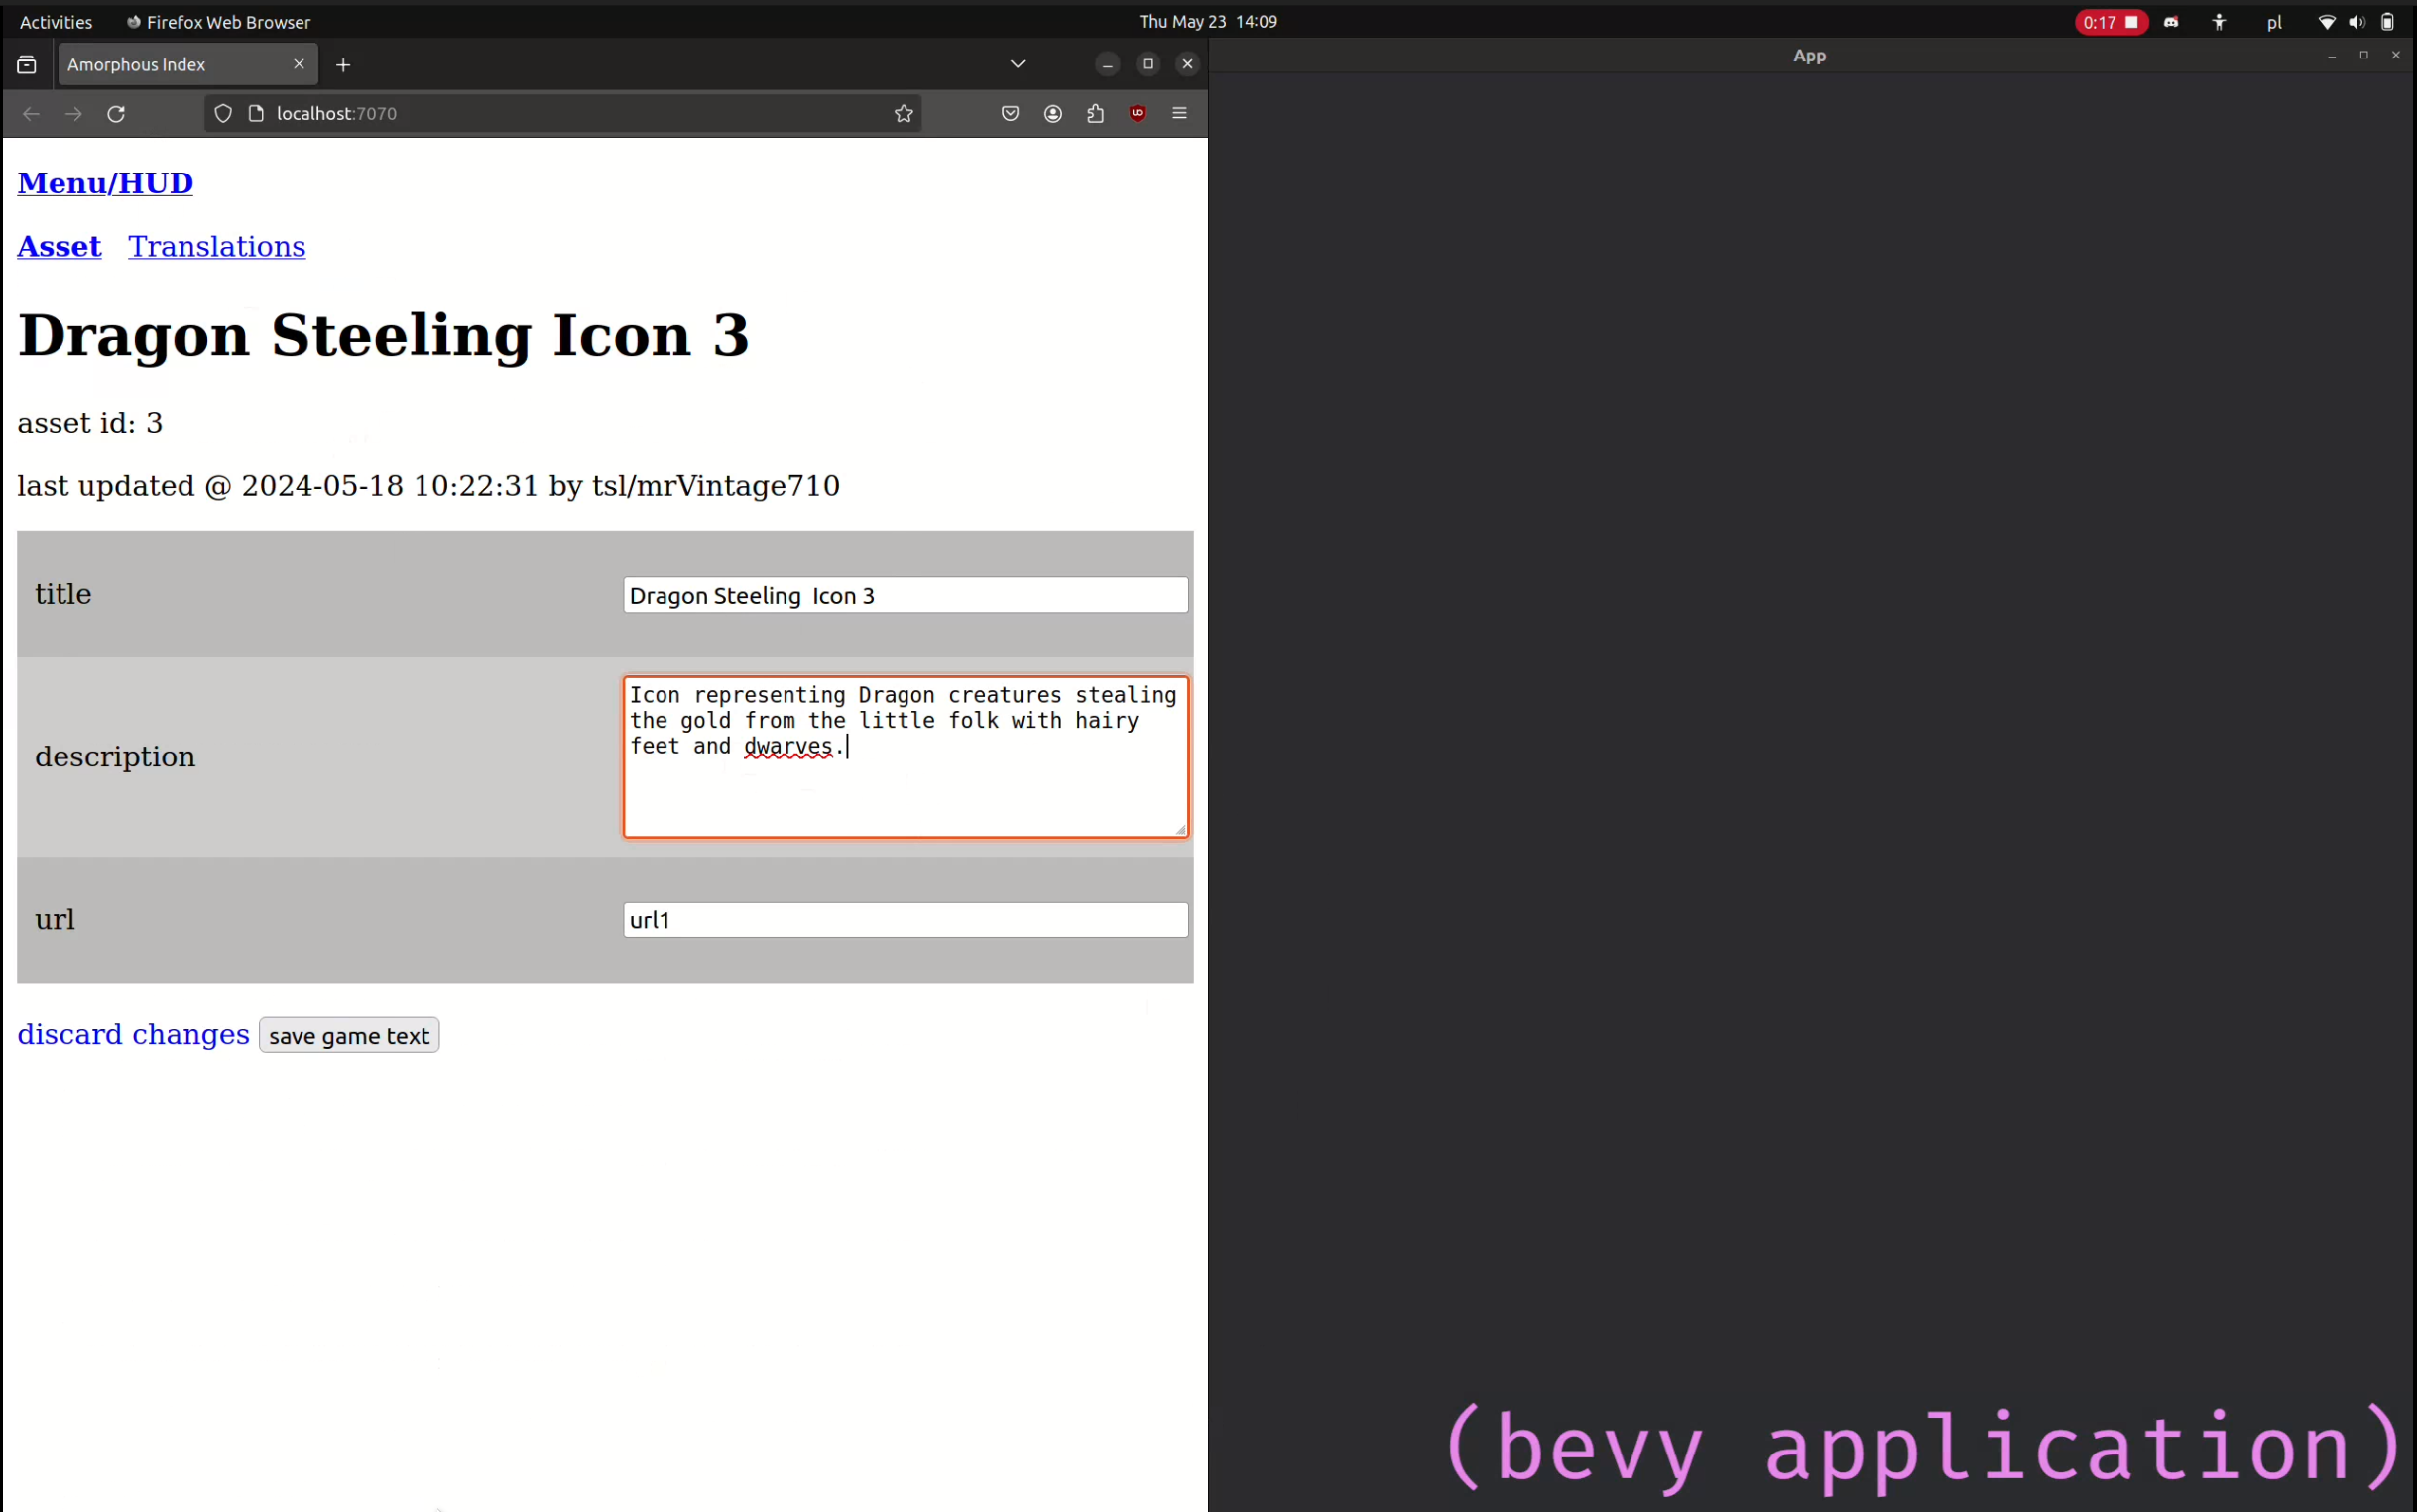 Activities Firefox Web Browser Thu May 23 14:09 0:17 pl
Amorphous Index
App
localhost:7070
Menu/HUD
Asset Translations
Dragon Steeling Icon 3
asset id: 3
last updated @ 2024-05-18 10:22:31 by tsl/mrVintage710
title Dragon Steeling  Icon 3
description
Icon representing Dragon creatures stealing
the gold from the little folk with hairy
feet and dwarves.
url url1
discard changes save game text
(bevy application)